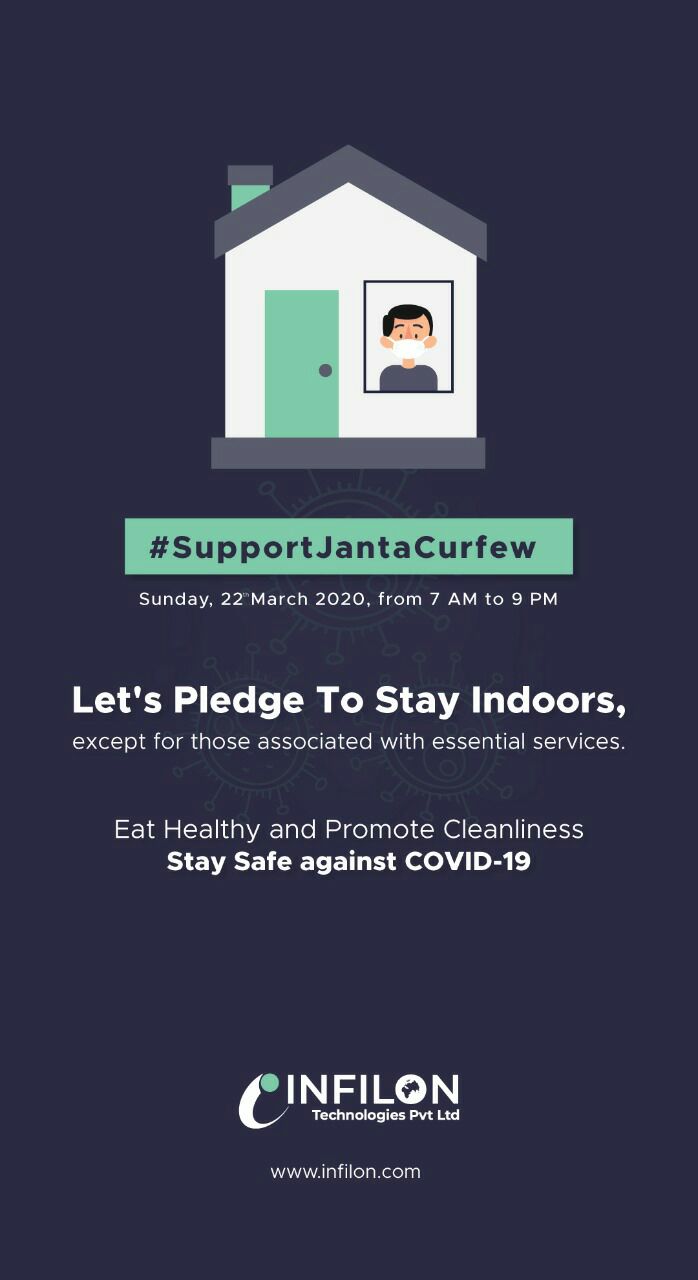 #SupportJantaCurfew
Sunday, 22th March 2020, from 7 AM to 9 PM
Let's Pledge To Stay Indoors,
except for those associated with essential services.
Eat Healthy and Promote Cleanliness
Stay Safe against COVID-19
INFILON
Technologies Pvt Ltd
www.infilon.com